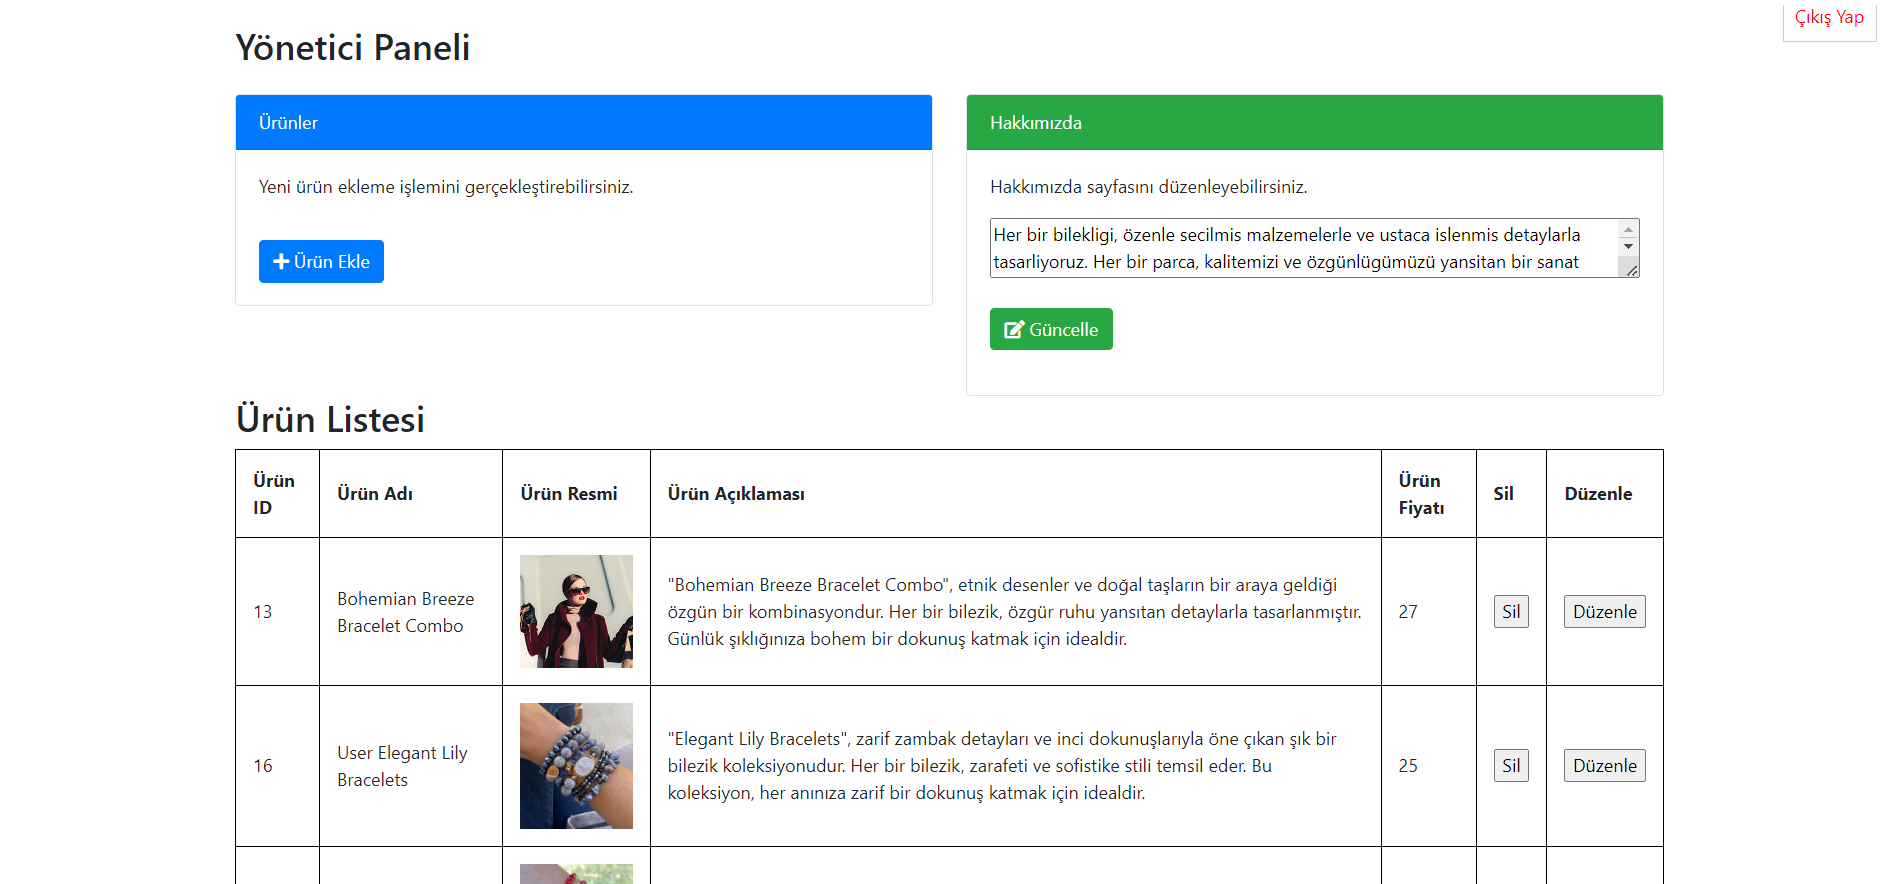 Çıkış Yap
Yönetici Paneli
Ürünler
Yeni ürün ekleme işlemini gerçekleştirebilirsiniz.
Ürün Ekle
Hakkımızda
Hakkımızda sayfasını düzenleyebilirsiniz.
Her bir bilekligi, özenle secilmis malzemelerle ve ustaca islenmis detaylarla
tasarliyoruz. Her bir parca, kalitemizi ve özgünlügümüzü yansitan bir sanat
Güncelle
Ürün Listesi
Ürün
ID
Ürün Adı
Ürün Resmi
Ürün Açıklaması
Ürün
Fiyatı
Sil
Düzenle
13
Bohemian Breeze
Bracelet Combo
"Bohemian Breeze Bracelet Combo", etnik desenler ve doğal taşların bir araya geldiği
özgün bir kombinasyondur. Her bir bilezik, özgür ruhu yansıtan detaylarla tasarlanmıştır.
Günlük şıklığınıza bohem bir dokunuş katmak için idealdir.
27
Sil
Düzenle
16
User Elegant Lily
Bracelets
"Elegant Lily Bracelets", zarif zambak detayları ve inci dokunuşlarıyla öne çıkan şık bir
bilezik koleksiyonudur. Her bir bilezik, zarafeti ve sofistike stili temsil eder. Bu
koleksiyon, her anınıza zarif bir dokunuş katmak için idealdir.
25
Sil
Düzenle